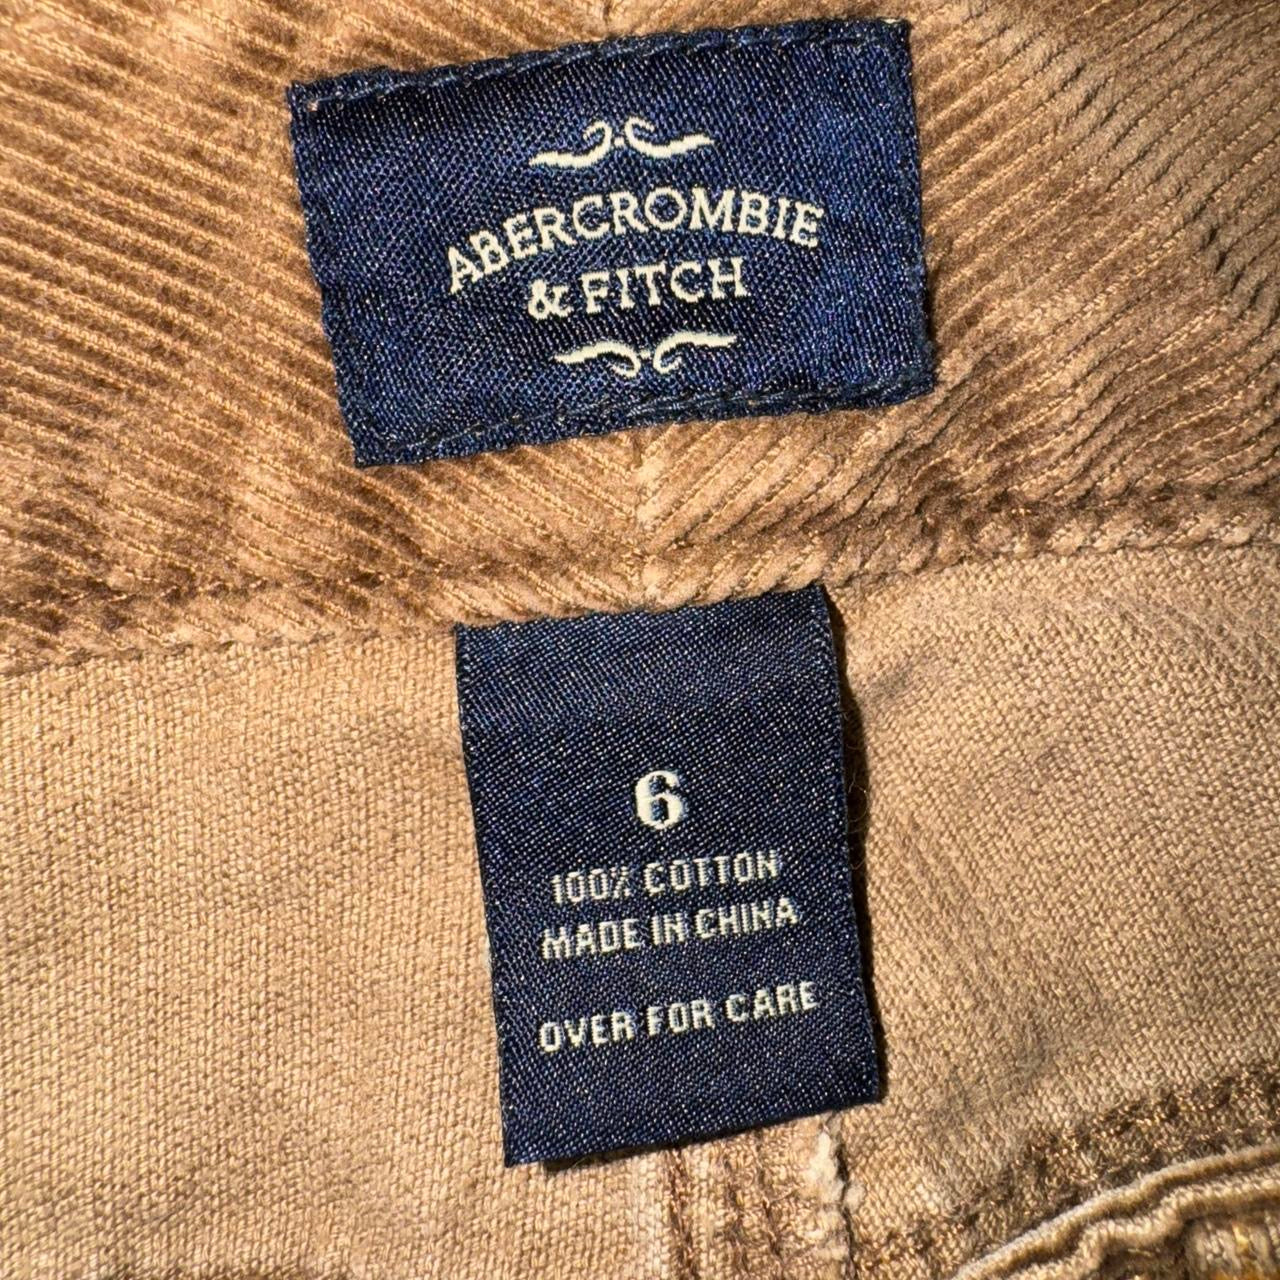 ABERCROMBIE
& FITCH
6
100% COTTON
MADE IN CHINA
OVER FOR CARE